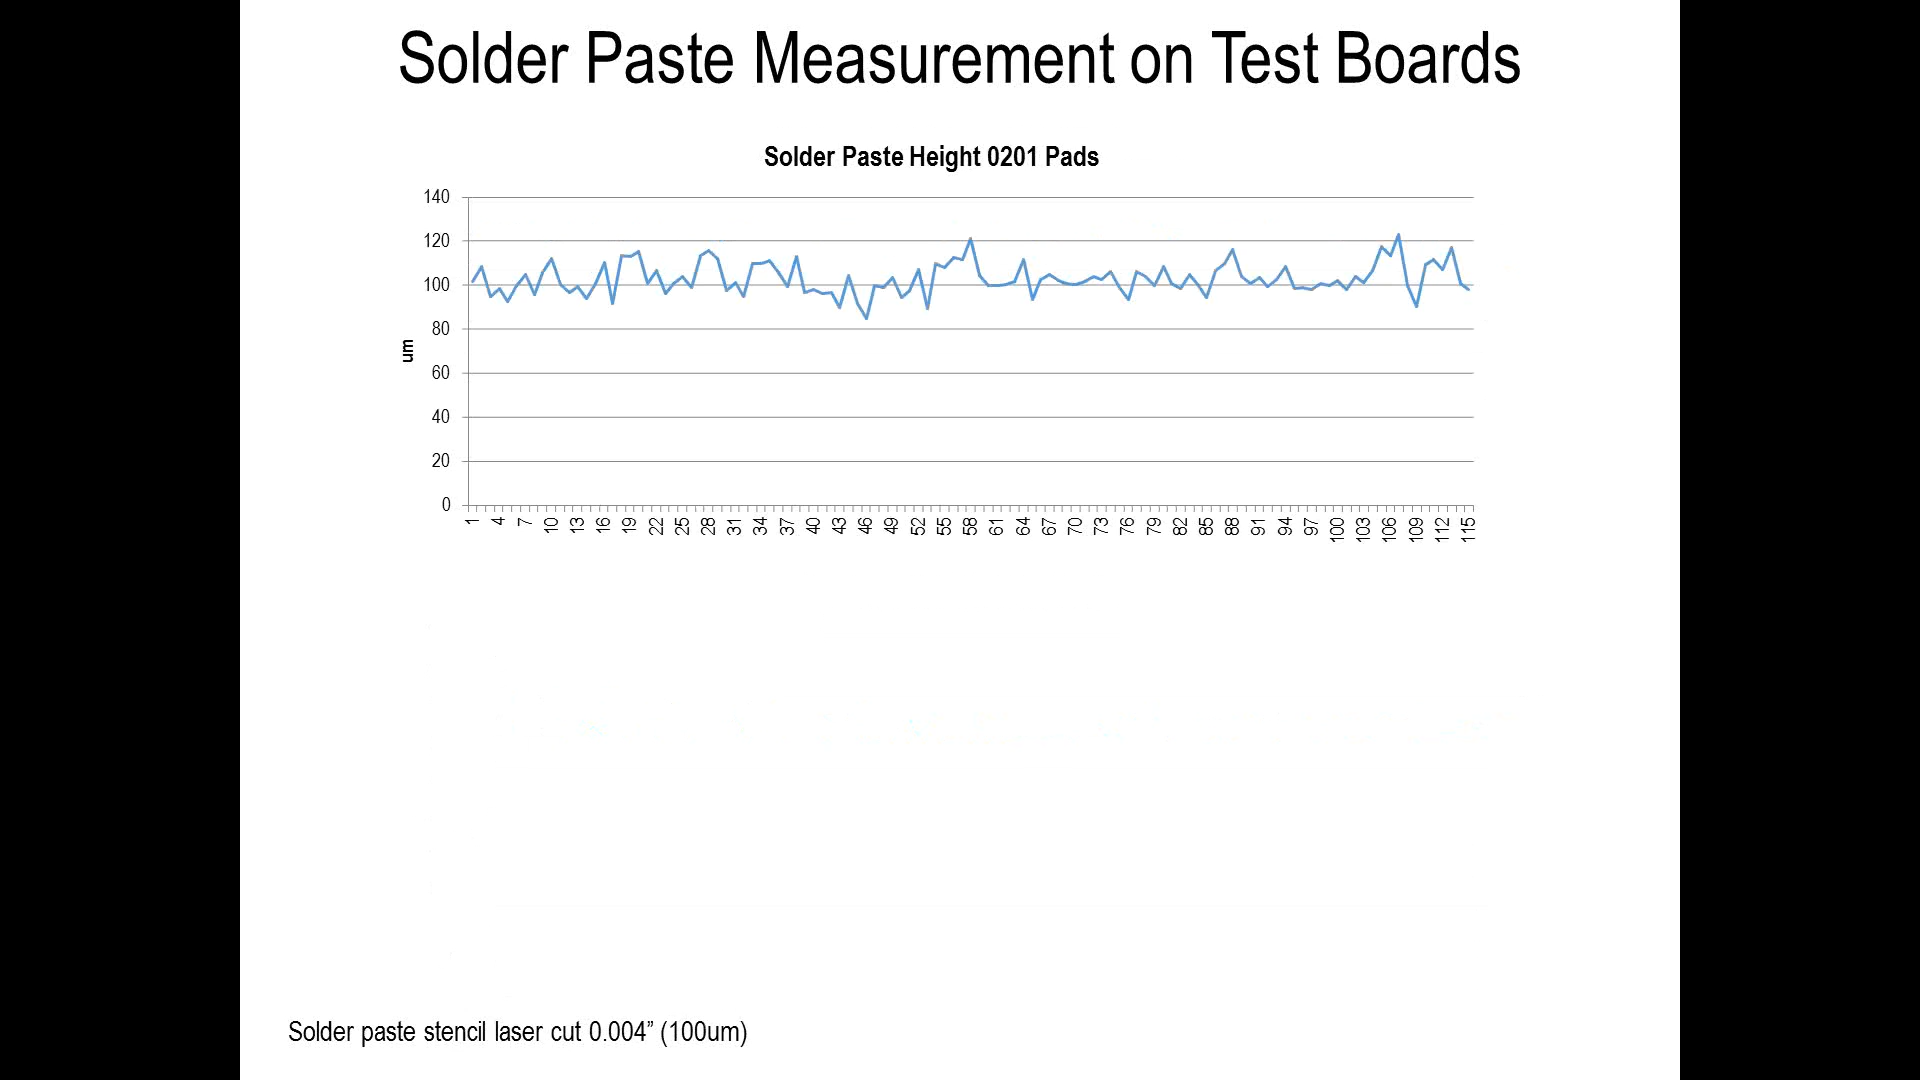 Solder Paste Measurement on Test Boards
Solder Paste Height 0201 Pads
140
120
100
80
60
40
20
0
um
1 4 7 10 13 16 19 22 25 28 31 34 37 40 43 46 49 52 55 58 61 64 67 70 73 76 79 82 85 88 91 94 97 100 103 106 109 112 115
Solder paste stencil laser cut 0.004” (100um)